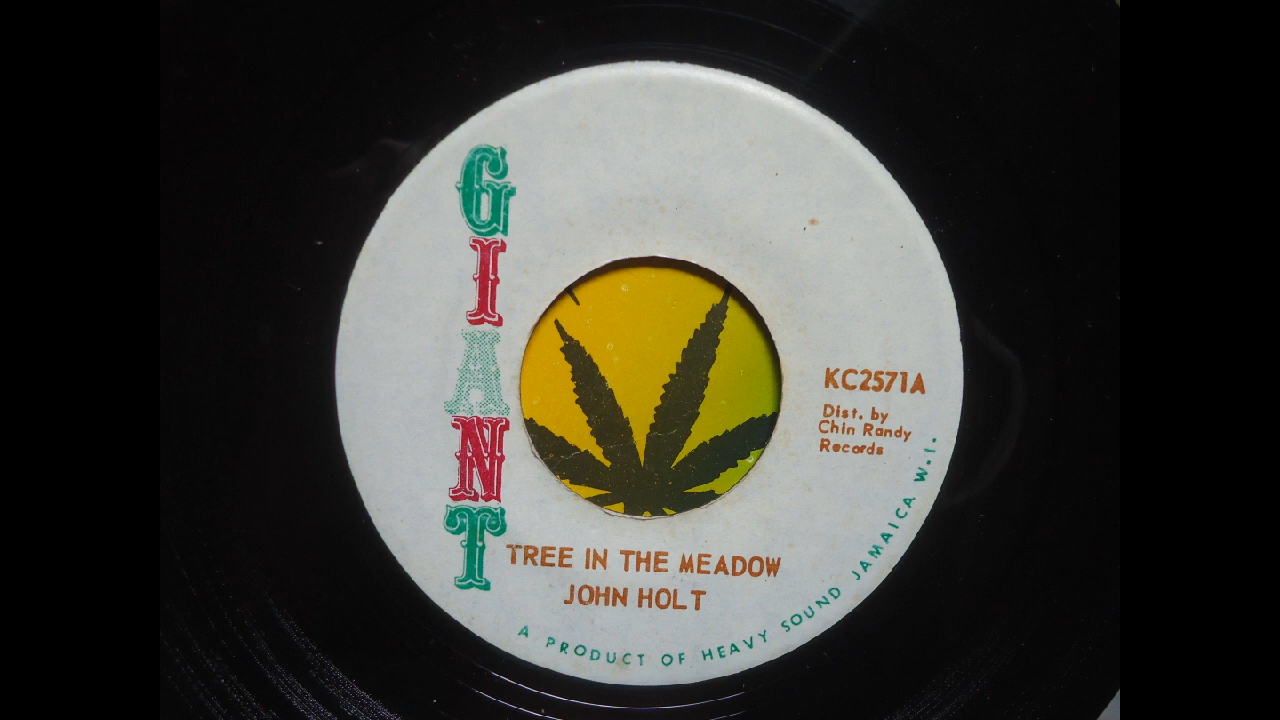 GIANT
KC2571A
Dist. by
Chin Randy
Records
TREE IN THE MEADOW
JOHN HOLT
A PRODUCT OF HEAVY SOUND JAMAICA W.I.